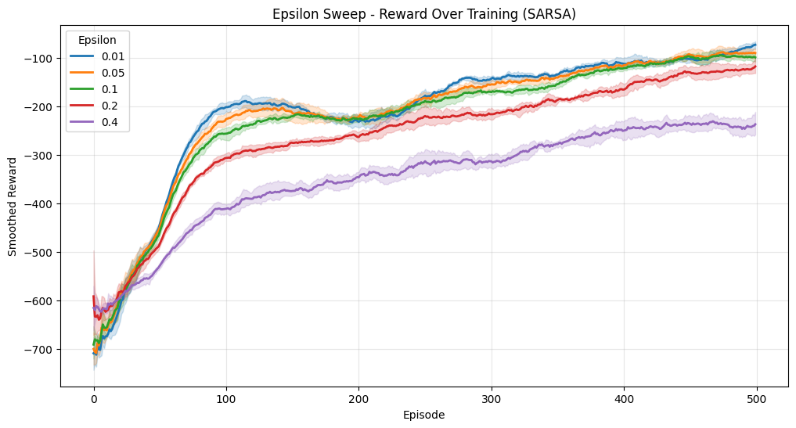 Epsilon Sweep - Reward Over Training (SARSA)
Epsilon
0.01
0.05
0.1
0.2
0.4
Smoothed Reward
−100
−200
−300
−400
−500
−600
−700
0 100 200 300 400 500
Episode